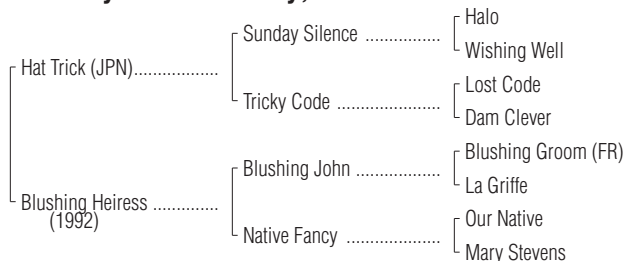 Halo
Sunday Silence ..................
Wishing Well
Hat Trick (JPN)....................
Lost Code
Tricky Code ........................
Dam Clever
Blushing Groom (FR)
Blushing John ....................
La Griffe
Blushing Heiress ...............
(1992)
Our Native
Native Fancy ......................
Mary Stevens